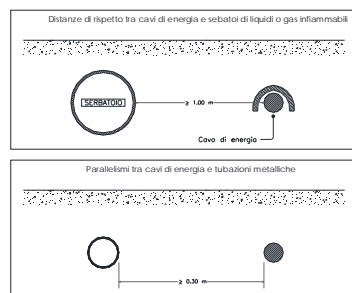 Distanze di rispetto tra cavi di energia e sebatoi di liquidi o gas infiammabili
SERBATOIO
≥ 1.00 m
Cavo di energia
Parallelismi tra cavi di energia e tubazioni metalliche
≥ 0.30 m